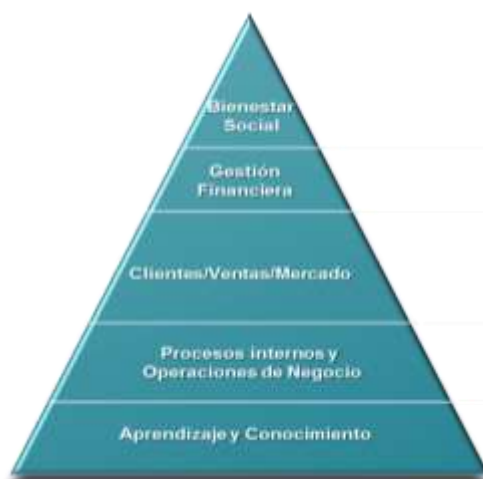 Bienestar
Social
Gestión
Financiera
Clientes/Ventas/Mercado
Procesos internos y
Operaciones de Negocio
Aprendizaje y Conocimiento